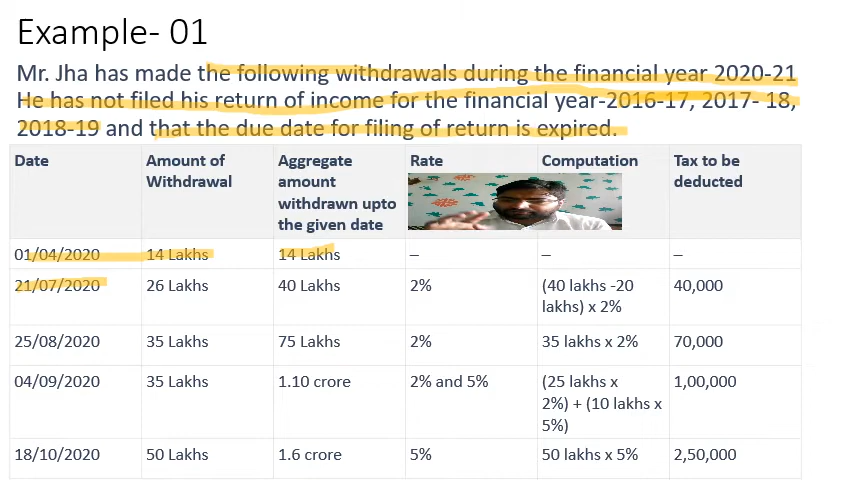 Example- 01
Mr. Jha has made the following withdrawals during the financial year 2020-21
He has not filed his return of income for the financial year-2016-17, 2017- 18,
2018-19 and that the due date for filing of return is expired.
Date Amount of Withdrawal Aggregate amount withdrawn upto the given date Rate Computation Tax to be deducted
01/04/2020 14 Lakhs 14 Lakhs – – –
21/07/2020 26 Lakhs 40 Lakhs 2% (40 lakhs -20 lakhs) x 2% 40,000
25/08/2020 35 Lakhs 75 Lakhs 2% 35 lakhs x 2% 70,000
04/09/2020 35 Lakhs 1.10 crore 2% and 5% (25 lakhs x 2%) + (10 lakhs x 5%) 1,00,000
18/10/2020 50 Lakhs 1.6 crore 5% 50 lakhs x 5% 2,50,000